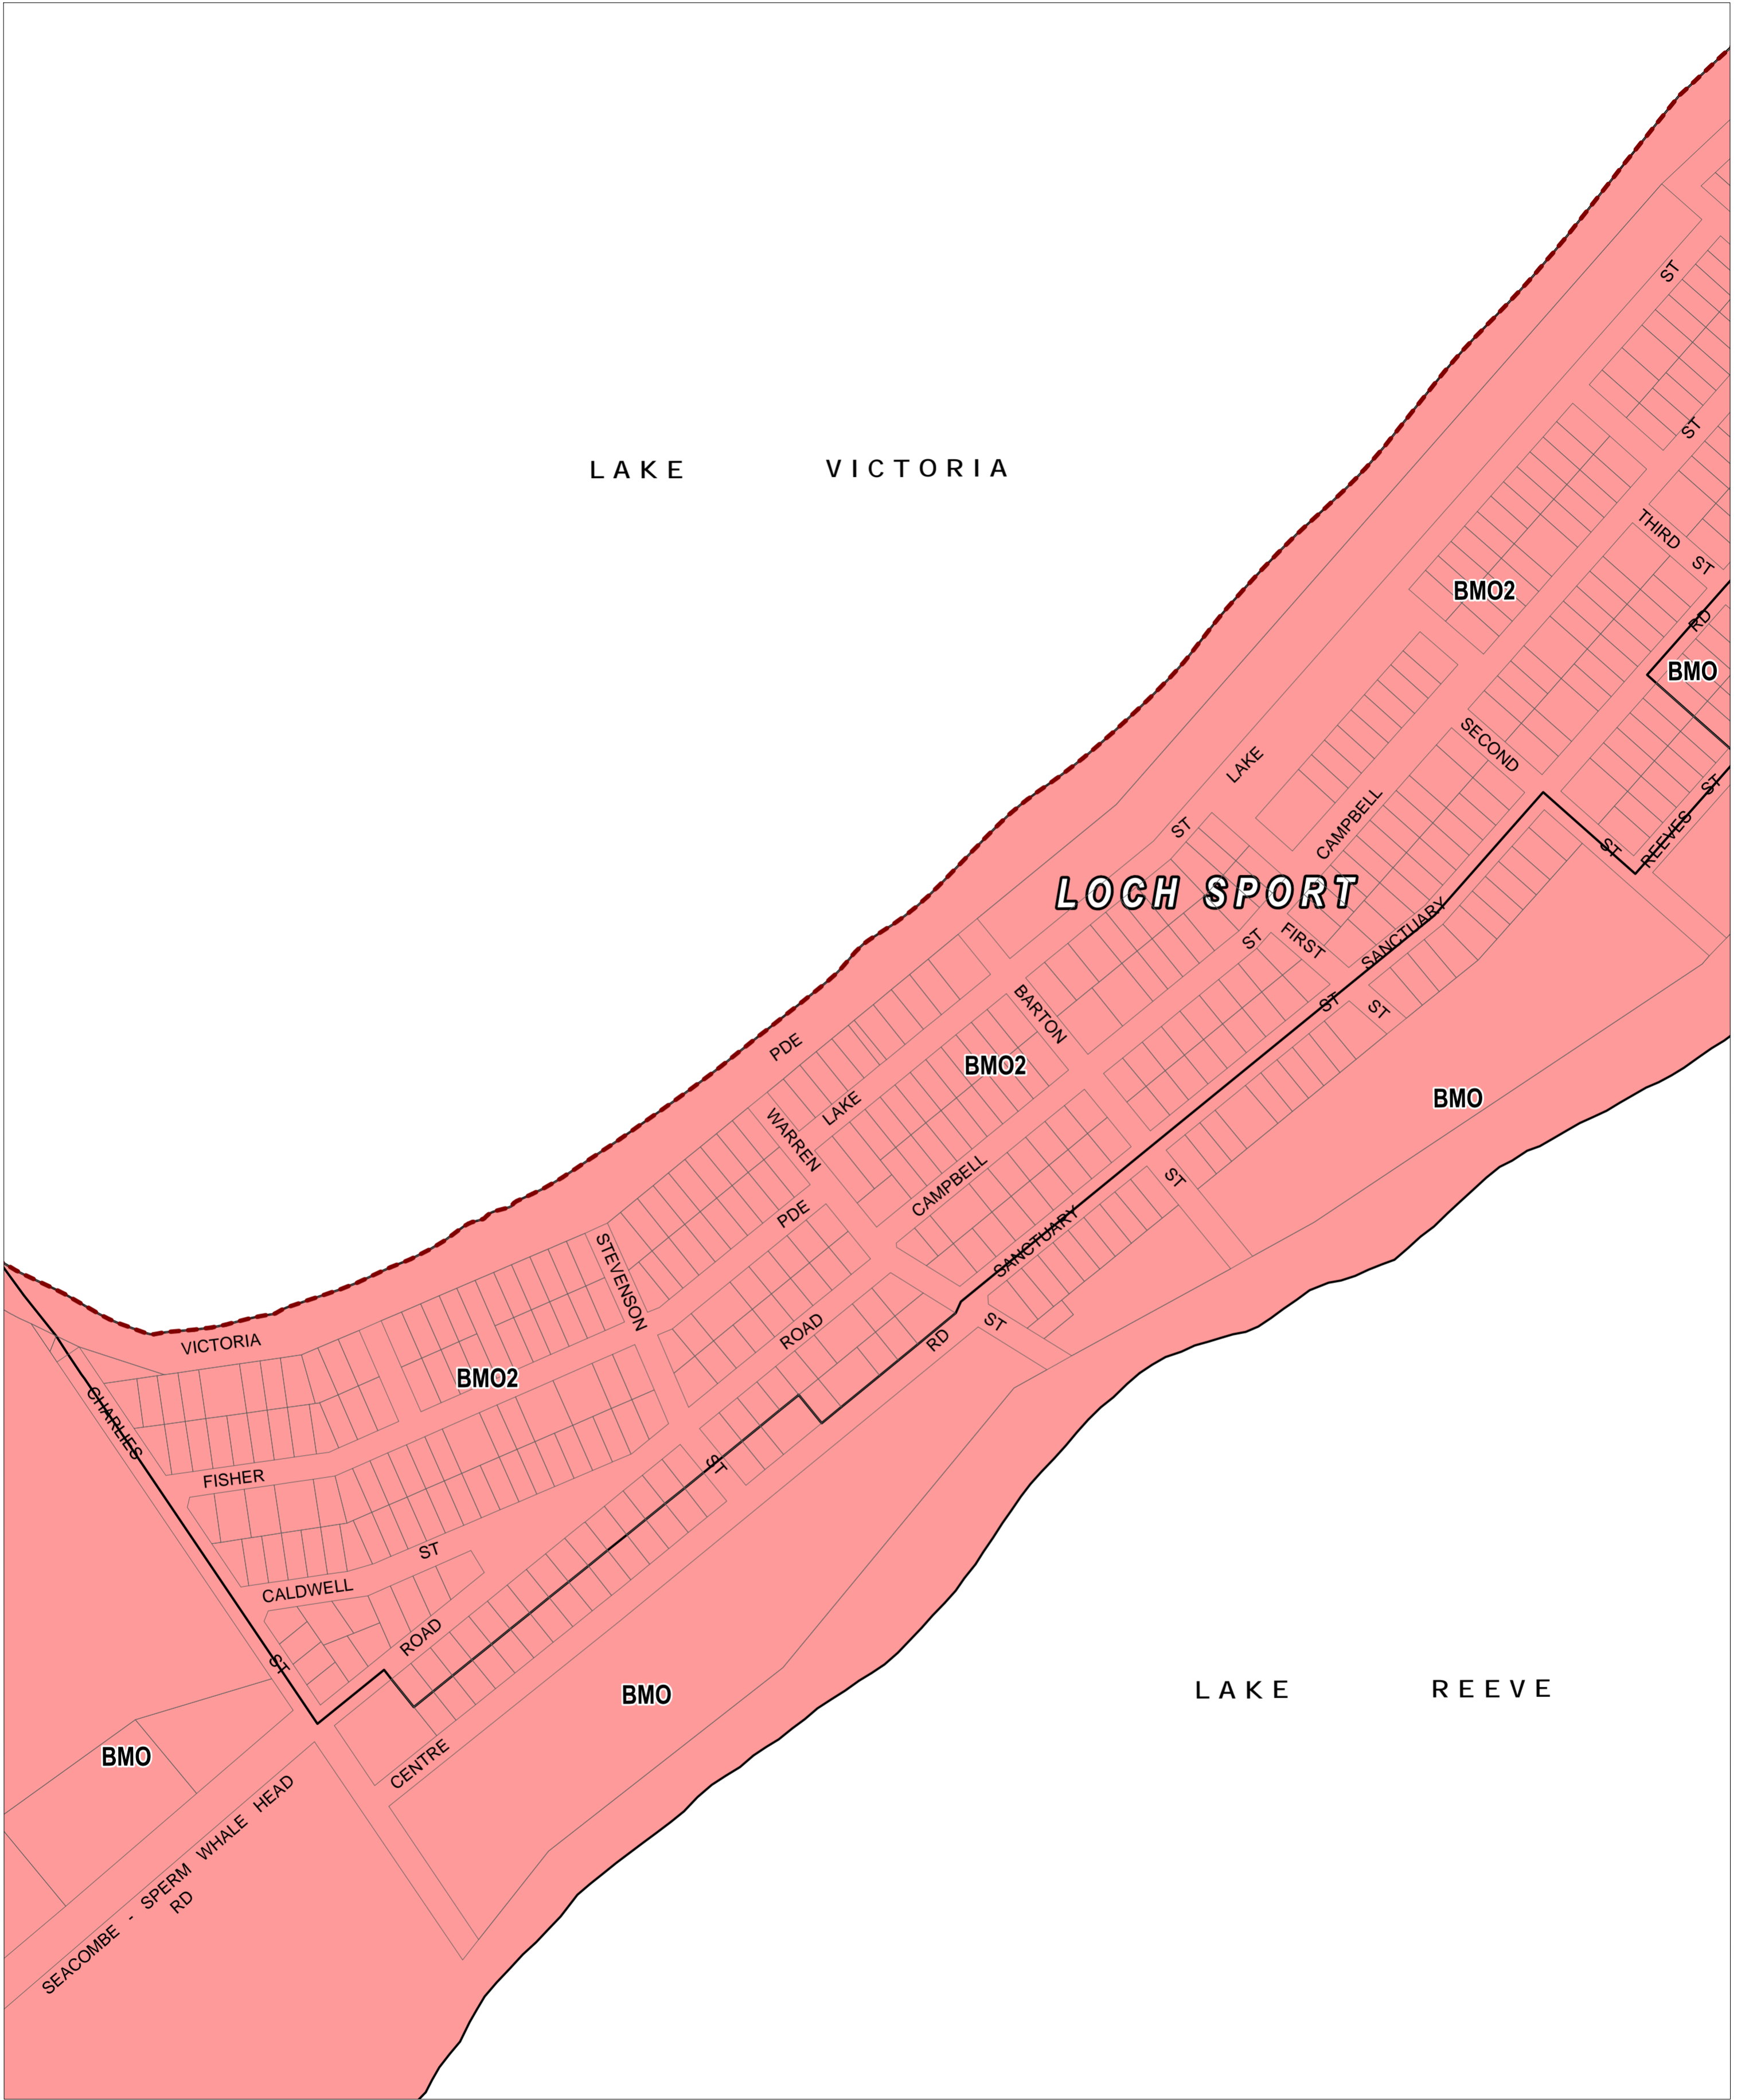 ST
ST
LAKE VICTORIA
THIRD ST
BMO2
RD
BMO
SECOND
LAKE
ST
CAMPBELL
ST
REEVES ST
LOCH SPORT
ST
FIRST
SANCTUARY
ST
ST
BARTON
PDE
BMO2
BMO
LAKE
WARREN
CAMPBELL
ST
PDE
SANCTUARY
STEVENSON
ST
ROAD
RD
VICTORIA
BMO2
CHARLIES
FISHER
ST
ST
CALDWELL
ROAD
ST
BMO
LAKE REEVE
BMO
CENTRE
SEACOMBE - SPERM WHALE HEAD
RD